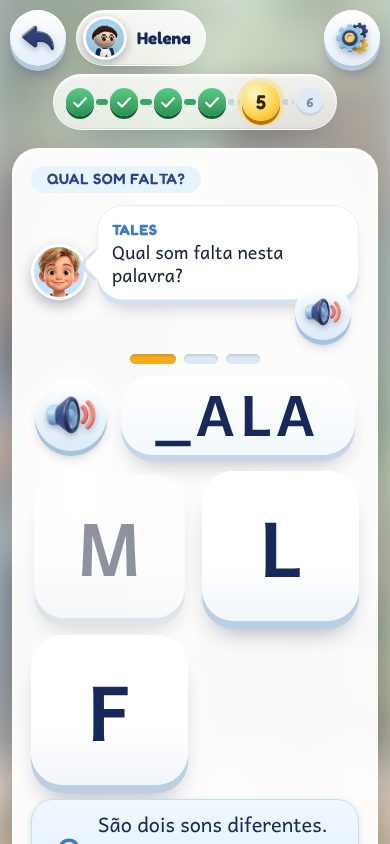 Helena
5
6
QUAL SOM FALTA?
TALES
Qual som falta nesta
palavra?
_ALA
M
L
F
São dois sons diferentes.